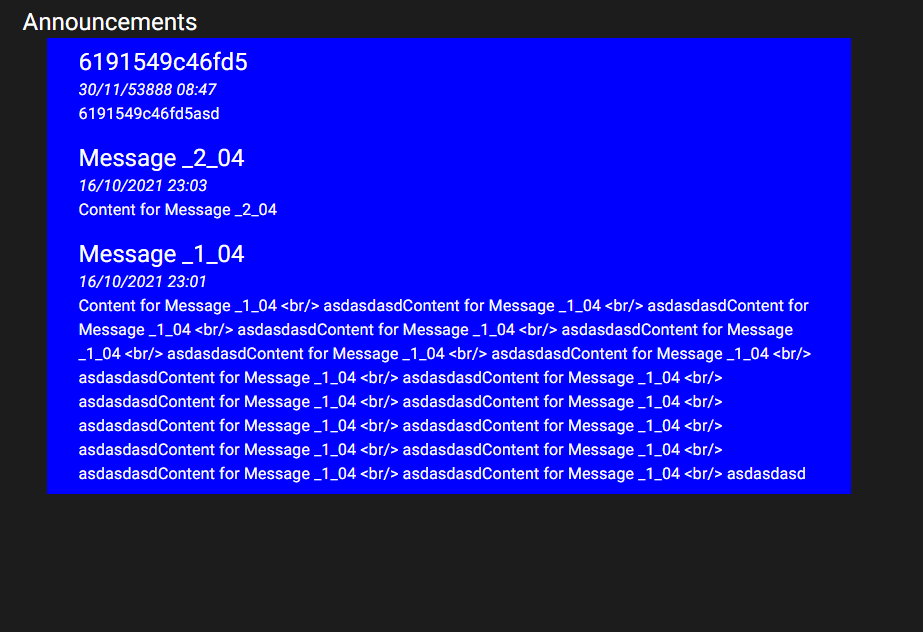 Announcements
6191549c46fd5
30/11/53888 08:47
6191549c46fd5asd
Message _2_04
16/10/2021 23:03
Content for Message _2_04
Message _1_04
16/10/2021 23:01
Content for Message _1_04 <br/> asdasdasdContent for Message _1_04 <br/> asdasdasdContent for
Message _1_04 <br/> asdasdasdContent for Message _1_04 <br/> asdasdasdContent for Message
_1_04 <br/> asdasdasdContent for Message _1_04 <br/> asdasdasdContent for Message _1_04 <br/>
asdasdasdContent for Message _1_04 <br/> asdasdasdContent for Message _1_04 <br/>
asdasdasdContent for Message _1_04 <br/> asdasdasdContent for Message _1_04 <br/>
asdasdasdContent for Message _1_04 <br/> asdasdasdContent for Message _1_04 <br/>
asdasdasdContent for Message _1_04 <br/> asdasdasdContent for Message _1_04 <br/>
asdasdasdContent for Message _1_04 <br/> asdasdasdContent for Message _1_04 <br/> asdasdasd